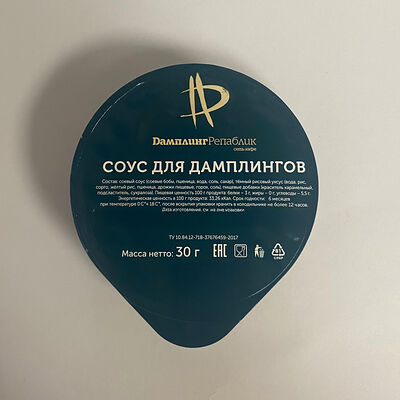 ДамплингРепаблик
сеть-кафе
СОУС ДЛЯ ДАМПЛИНГОВ
Состав: соевый соус (соевые бобы, пшеница, вода, соль, сахар), тёмный рисовый уксус (вода, рис,
сорго, жёлтый рис, пшеница, дрожжи пищевые, горох, соль), пищевые добавки (краситель карамельный,
подсластитель, сукралоза). Пищевая ценность 100 г продукта: белки – 3 г, жиры – 0 г, углеводы – 5,5 г.
Энергетическая ценность в 100 г продукта: 33,26 кКал. Срок годности: 6 месяцев
при температуре 0 С°+ 18 С°, после вскрытия упаковки хранить в холодильнике не более 12 часов.
Дата изготовления: см. на дне упаковки
ТУ 10.84.12-718-37676459-2017
Масса нетто: 30 г
EAC